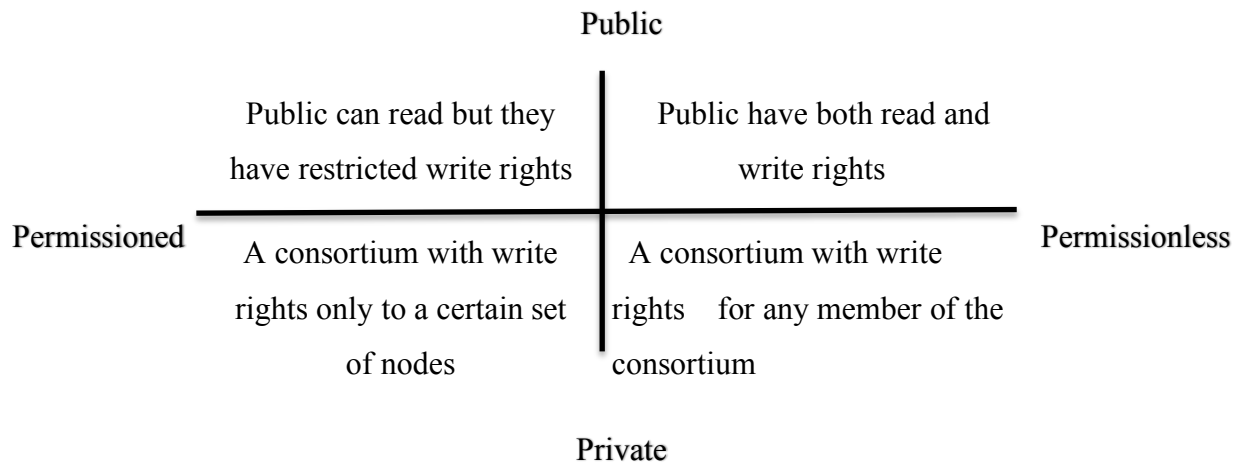 Public
Public can read but they
have restricted write rights
Public have both read and
write rights
Permissioned
Permissionless
A consortium with write
rights only to a certain set
of nodes
A consortium with write
rights for any member of the
consortium
Private